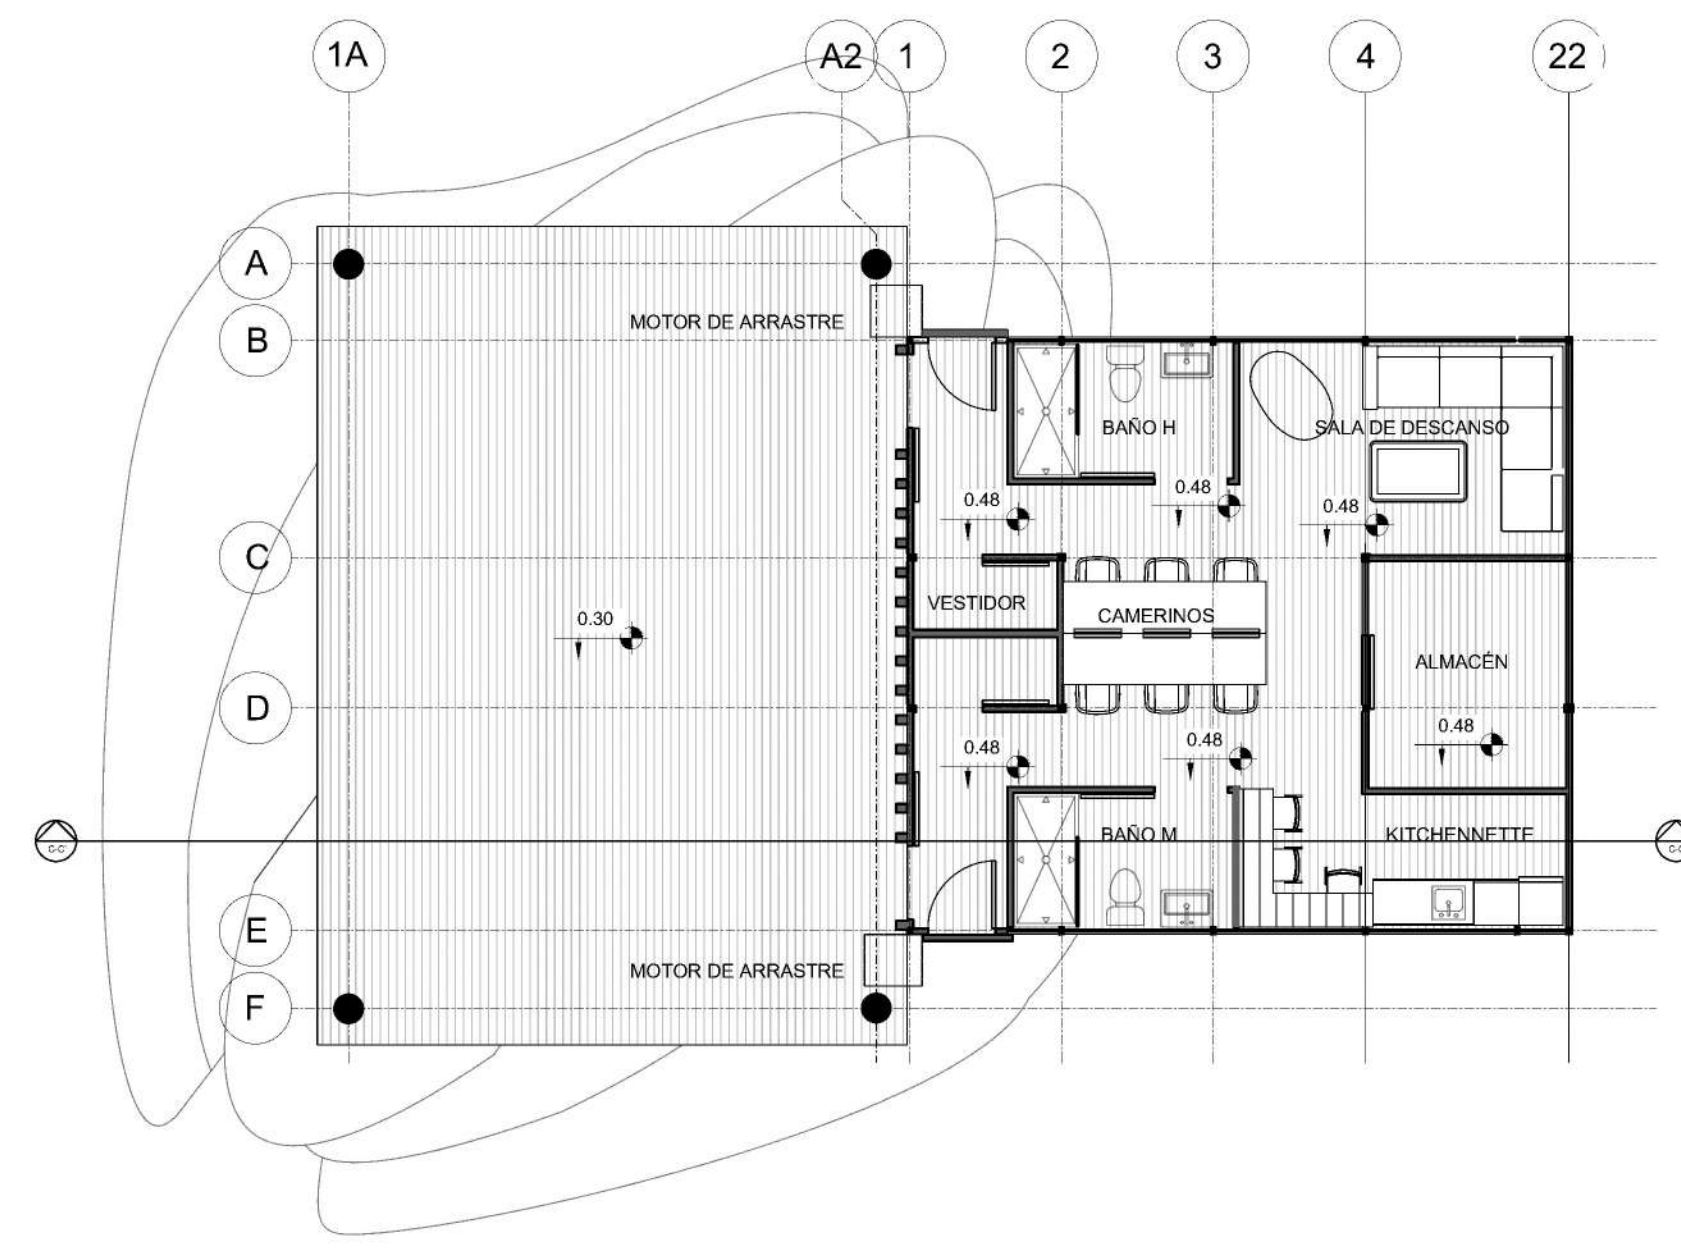 1A
A2
1
2
3
4
22
A
MOTOR DE ARRASTRE
B
BAÑO H
SALA DE DESCANSO
0.48
0.48
0.48
C
VESTIDOR
CAMERINOS
0.30
ALMACÉN
D
0.48
0.48
0.48
BAÑO M
KITCHENNETTE
C-C'
C-C
E
MOTOR DE ARRASTRE
F